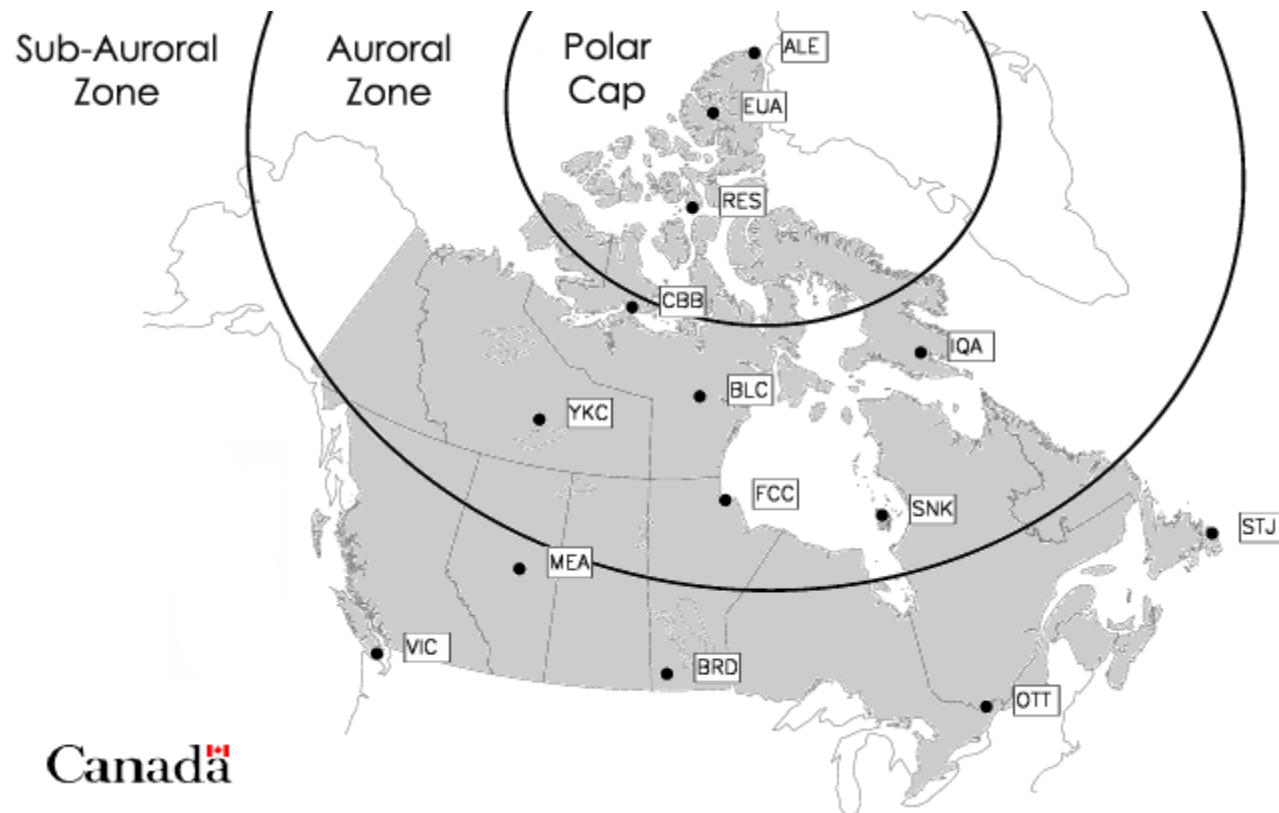 Sub-Auroral
Zone
Auroral
Zone
Polar
Cap
ALE
EUA
RES
CBB
IQA
BLC
YKC
FCC
SNK
STJ
MEA
VIC
BRD
OTT
Canada